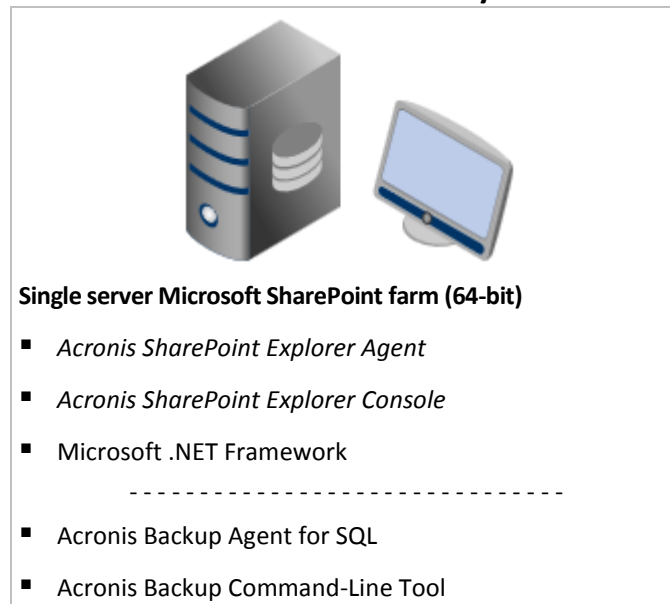 Single server Microsoft SharePoint farm (64-bit)
▪ Acronis SharePoint Explorer Agent
▪ Acronis SharePoint Explorer Console
▪ Microsoft .NET Framework
- - - - - - - - - - - - - - - - - - - - - - - - - - - - - - -
▪ Acronis Backup Agent for SQL
▪ Acronis Backup Command-Line Tool